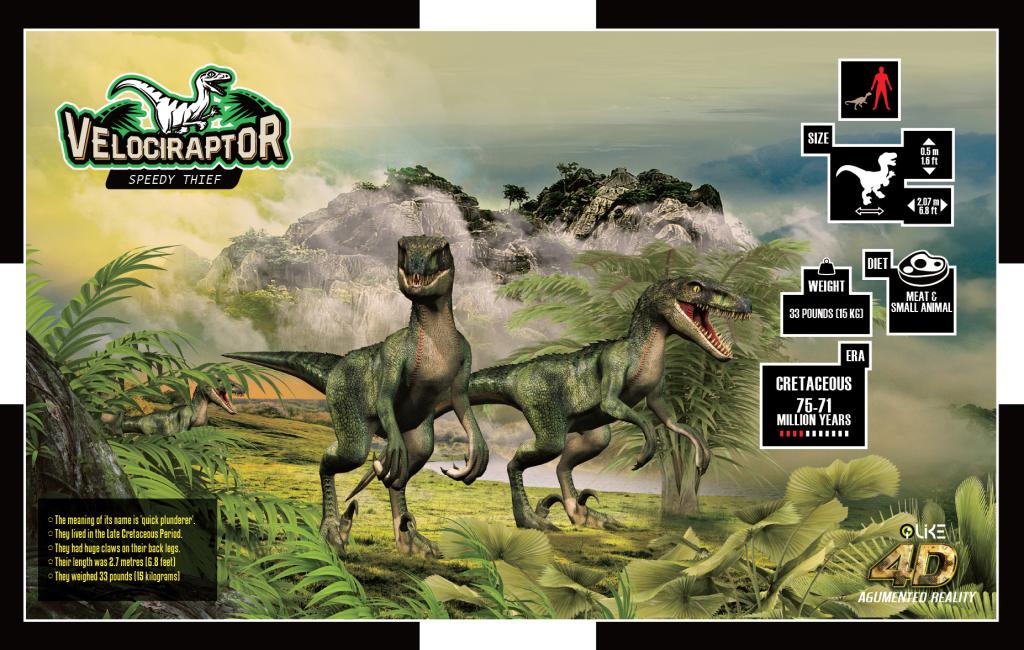 VELOCIRAPTOR
SPEEDY THIEF
SIZE
0.5 m
1.6 ft
2.07 m
6.8 ft
WEIGHT
33 POUNDS (15 KG)
DIET
MEAT &
SMALL ANIMAL
ERA
CRETACEOUS
75-71
MILLION YEARS
The meaning of its name is 'quick plunderer'.
They lived in the Late Cretaceous Period.
They had huge claws on their back legs.
Their length was 2.7 metres (6.8 feet)
They weighed 33 pounds (15 kilograms)
QLIKE
4D
AGUMENTED REALITY